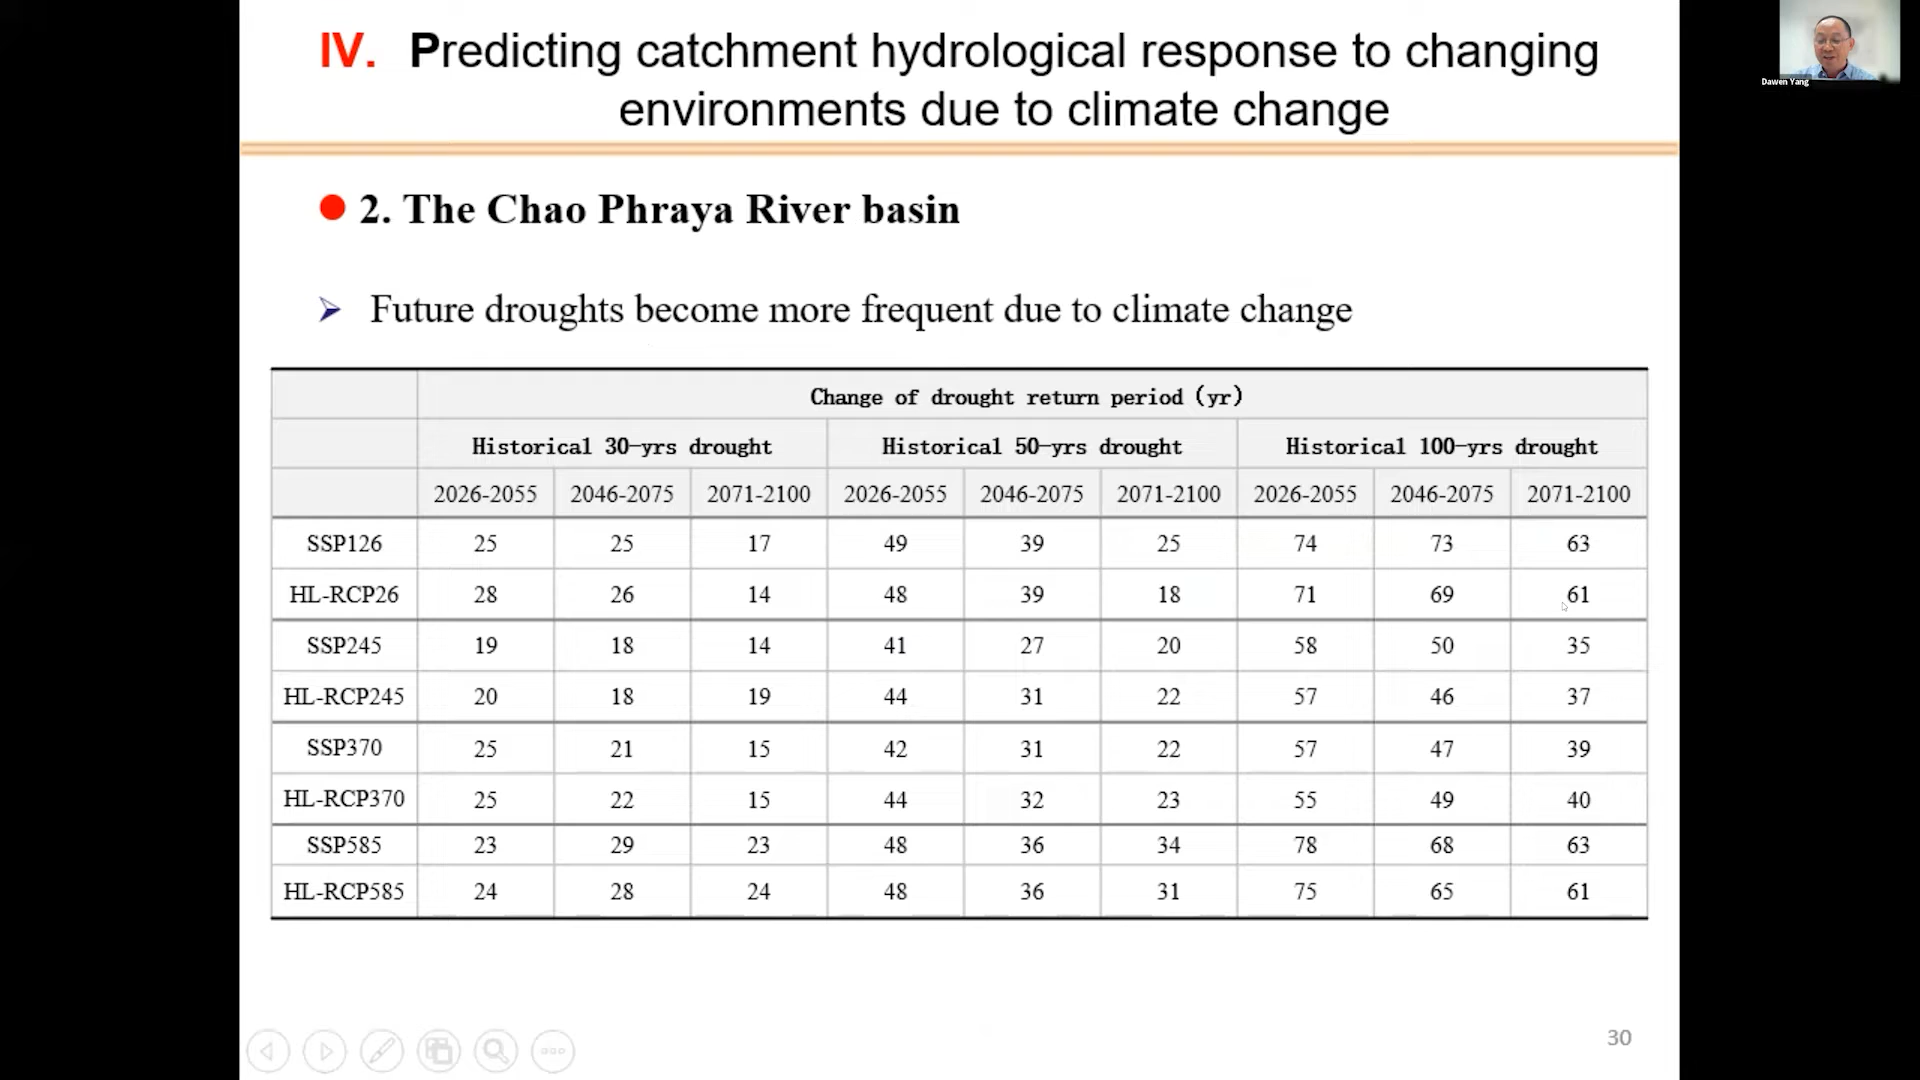 IV. Predicting catchment hydrological response to changing
environments due to climate change
Dawen Yang
2. The Chao Phraya River basin
Future droughts become more frequent due to climate change
Change of drought return period (yr)
Historical 30-yrs drought Historical 50-yrs drought Historical 100-yrs drought
2026-2055 2046-2075 2071-2100 2026-2055 2046-2075 2071-2100 2026-2055 2046-2075 2071-2100
SSP126 25 25 17 49 39 25 74 73 63
HL-RCP26 28 26 14 48 39 18 71 69 61
SSP245 19 18 14 41 27 20 58 50 35
HL-RCP245 20 18 19 44 31 22 57 46 37
SSP370 25 21 15 42 31 22 57 47 39
HL-RCP370 25 22 15 44 32 23 55 49 40
SSP585 23 29 23 48 36 34 78 68 63
HL-RCP585 24 28 24 48 36 31 75 65 61
30